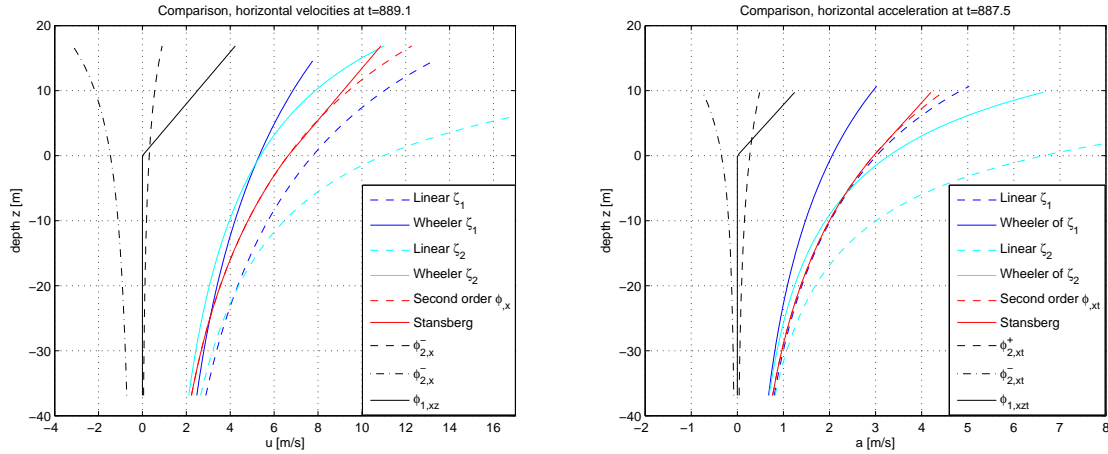 Comparison, horizontal velocities at t=889.1
20
10
0
−10
−20
−30
−40
depth z [m]
−4 −2 0 2 4 6 8 10 12 14 16
u [m/s]
Linear ζ1
Wheeler ζ1
Linear ζ2
Wheeler ζ2
Second order ϕ,x
Stansberg
ϕ−2,x
ϕ−2,x
ϕ1,xz
Comparison, horizontal acceleration at t=887.5
20
10
0
−10
−20
−30
−40
depth z [m]
−2 −1 0 1 2 3 4 5 6 7 8
a [m/s]
Linear ζ1
Wheeler of ζ1
Linear ζ2
Wheeler of ζ2
Second order ϕ,xt
Stansberg
ϕ+2,xt
ϕ−2,xt
ϕ1,xzt